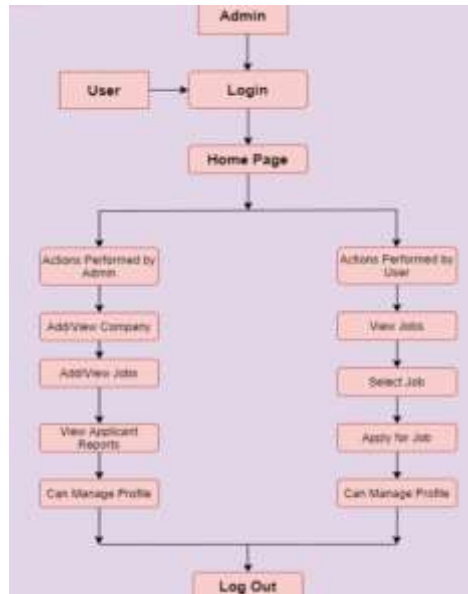 Admin
User
Login
Home Page
Actions Performed by
Admin
Actions Performed by
User
Add/View Company
View Jobs
Add/View Jobs
Select Job
View Applicant
Reports
Apply for Job
Can Manage Profile
Can Manage Profile
Log Out